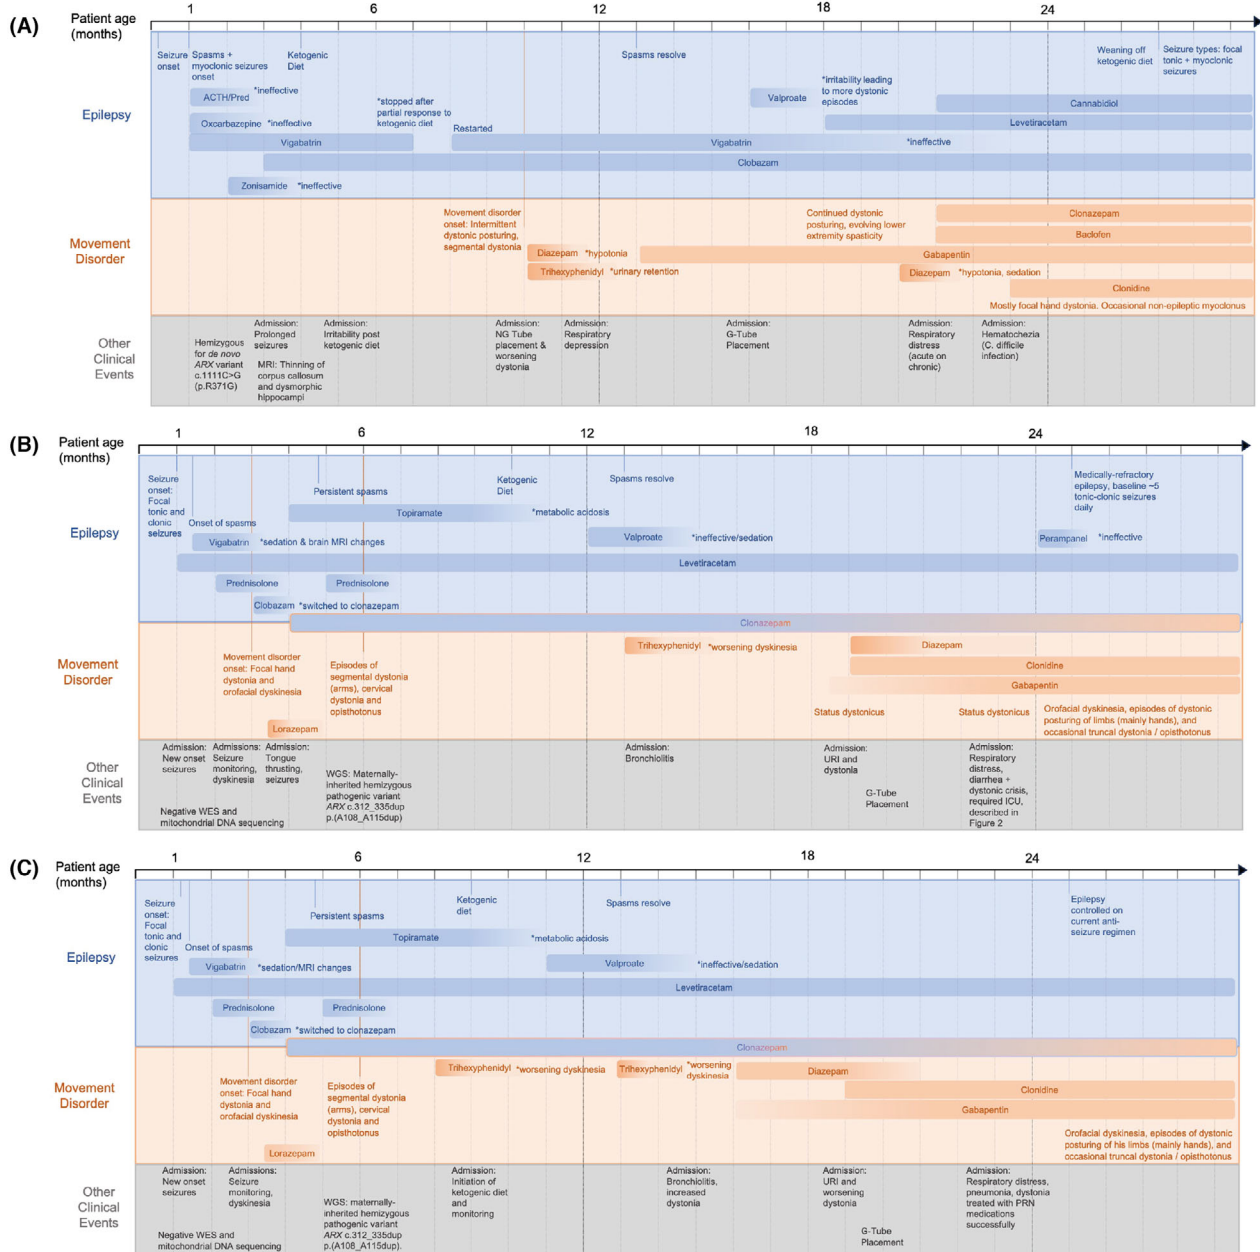 (A)
Patient age
(months)
1
6
12
18
24
Epilepsy
Seizure
onset
Spasms +
myoclonic seizures
onset
Ketogenic
Diet
Spasms resolve
Weaning off
ketogenic diet
Seizure types: focal
tonic + myoclonic
seizures
ACTH/Pred
*ineffective
*stopped after
partial response to
ketogenic diet
Valproate
*irritability leading
to more dystonic
episodes
Cannabidiol
Oxcarbazepine
*ineffective
Restarted
Levetiracetam
Vigabatrin
Vigabatrin
*ineffective
Clobazam
Zonisamide
*ineffective
Movement
Disorder
Movement disorder
onset: Intermittent
dystonic posturing,
segmental dystonia
Continued dystonic
posturing, evolving lower
extremity spasticity
Clonazepam
Baclofen
Diazepam
*hypotonia
Gabapentin
Trihexyphenidyl
*urinary retention
Diazepam
*hypotonia, sedation
Clonidine
Mostly focal hand dystonia. Occasional non-epileptic myoclonus
Other
Clinical
Events
Hemizygous
for de novo
ARX variant
c.1111C>G
(p.R371G)
Admission:
Prolonged
seizures
MRI: Thinning of
corpus callosum
and dysmorphic
hippocampi
Admission:
Irritability post
ketogenic diet
Admission:
NG Tube
placement &
worsening
dystonia
Admission:
Respiratory
depression
Admission:
G-Tube
Placement
Admission:
Respiratory
distress
(acute on
chronic)
Admission:
Hematochezia
(C. difficile
infection)
(B)
Patient age
(months)
1
6
12
18
24
Epilepsy
Seizure
onset:
Focal
tonic and
clonic
seizures
Onset of spasms
Persistent spasms
Ketogenic
Diet
Spasms resolve
Medically-refractory
epilepsy, baseline ~5
tonic-clonic seizures
daily
Topiramate
*metabolic acidosis
Vigabatrin
*sedation & brain MRI changes
Valproate
*ineffective/sedation
Perampanel
*ineffective
Levetiracetam
Prednisolone
Prednisolone
Clobazam
*switched to clonazepam
Clonazepam
Movement
Disorder
Movement disorder
onset: Focal hand
dystonia and
orofacial dyskinesia
Episodes of
segmental dystonia
(arms), cervical
dystonia and
opisthotonus
Trihexyphenidyl
*worsening dyskinesia
Diazepam
Clonidine
Gabapentin
Lorazepam
Status dystonicus
Status dystonicus
Orofacial dyskinesia, episodes of dystonic
posturing of limbs (mainly hands), and
occasional truncal dystonia / opisthotonus
Other
Clinical
Events
Admission:
New onset
seizures
Admissions:
Seizure
monitoring,
dyskinesia
Admission:
Tongue
thrusting,
seizures
Negative WES and
mitochondrial DNA sequencing
WGS: Maternally-
inherited hemizygous
pathogenic variant
ARX c.312_335dup
p.(A108_A115dup)
Admission:
Bronchiolitis
Admission:
URI and
dystonia
G-Tube
Placement
Admission:
Respiratory
distress,
diarrhea +
dystonic crisis,
required ICU,
described in
Figure 2
(C)
Patient age
(months)
1
6
12
18
24
Epilepsy
Seizure
onset:
Focal
tonic and
clonic
seizures
Onset of spasms
Persistent spasms
Ketogenic
diet
Spasms resolve
Epilepsy
controlled on
current anti-
seizure regimen
Topiramate
*metabolic acidosis
Vigabatrin
*sedation/MRI changes
Valproate
*ineffective/sedation
Levetiracetam
Prednisolone
Prednisolone
Clobazam
*switched to clonazepam
Clonazepam
Movement
Disorder
Movement disorder
onset: Focal hand
dystonia and
orofacial dyskinesia
Episodes of
segmental dystonia
(arms), cervical
dystonia and
opisthotonus
Trihexyphenidyl
*worsening dyskinesia
Trihexyphenidyl
*worsening
dyskinesia
Diazepam
Clonidine
Gabapentin
Lorazepam
Orofacial dyskinesia, episodes of dystonic
posturing of his limbs (mainly hands), and
occasional truncal dystonia / opisthotonus
Other
Clinical
Events
Admission:
New onset
seizures
Admissions:
Seizure
monitoring,
dyskinesia
Negative WES and
mitochondrial DNA sequencing
WGS: maternally-
inherited hemizygous
pathogenic variant
ARX c.312_335dup
p.(A108_A115dup).
Admission:
Initiation of
ketogenic diet
and
monitoring
Admission:
Bronchiolitis,
increased
dystonia
Admission:
URI and
worsening
dystonia
G-Tube
Placement
Admission:
Respiratory distress,
pneumonia, dystonia
treated with PRN
medications
successfully